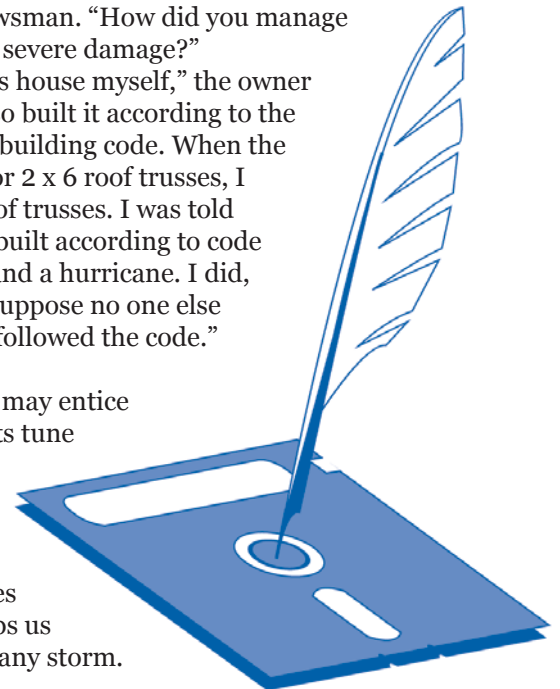 wsman. “How did you manage
severe damage?”
s house myself,” the owner
o built it according to the
building code. When the
or 2 x 6 roof trusses, I
of trusses. I was told
built according to code
and a hurricane. I did,
uppose no one else
followed the code.”
may entice
ts tune
es
os us
any storm.